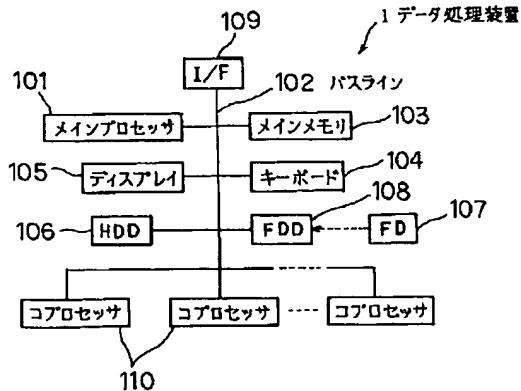 1 データ処理装置
109
I/F
102 バスライン
101
メインプロセッサ
メインメモリ
103
105
ディスプレイ
キーボード
104
106
HDD
FDD
108
FD
107
コプロセッサ
コプロセッサ
コプロセッサ
110